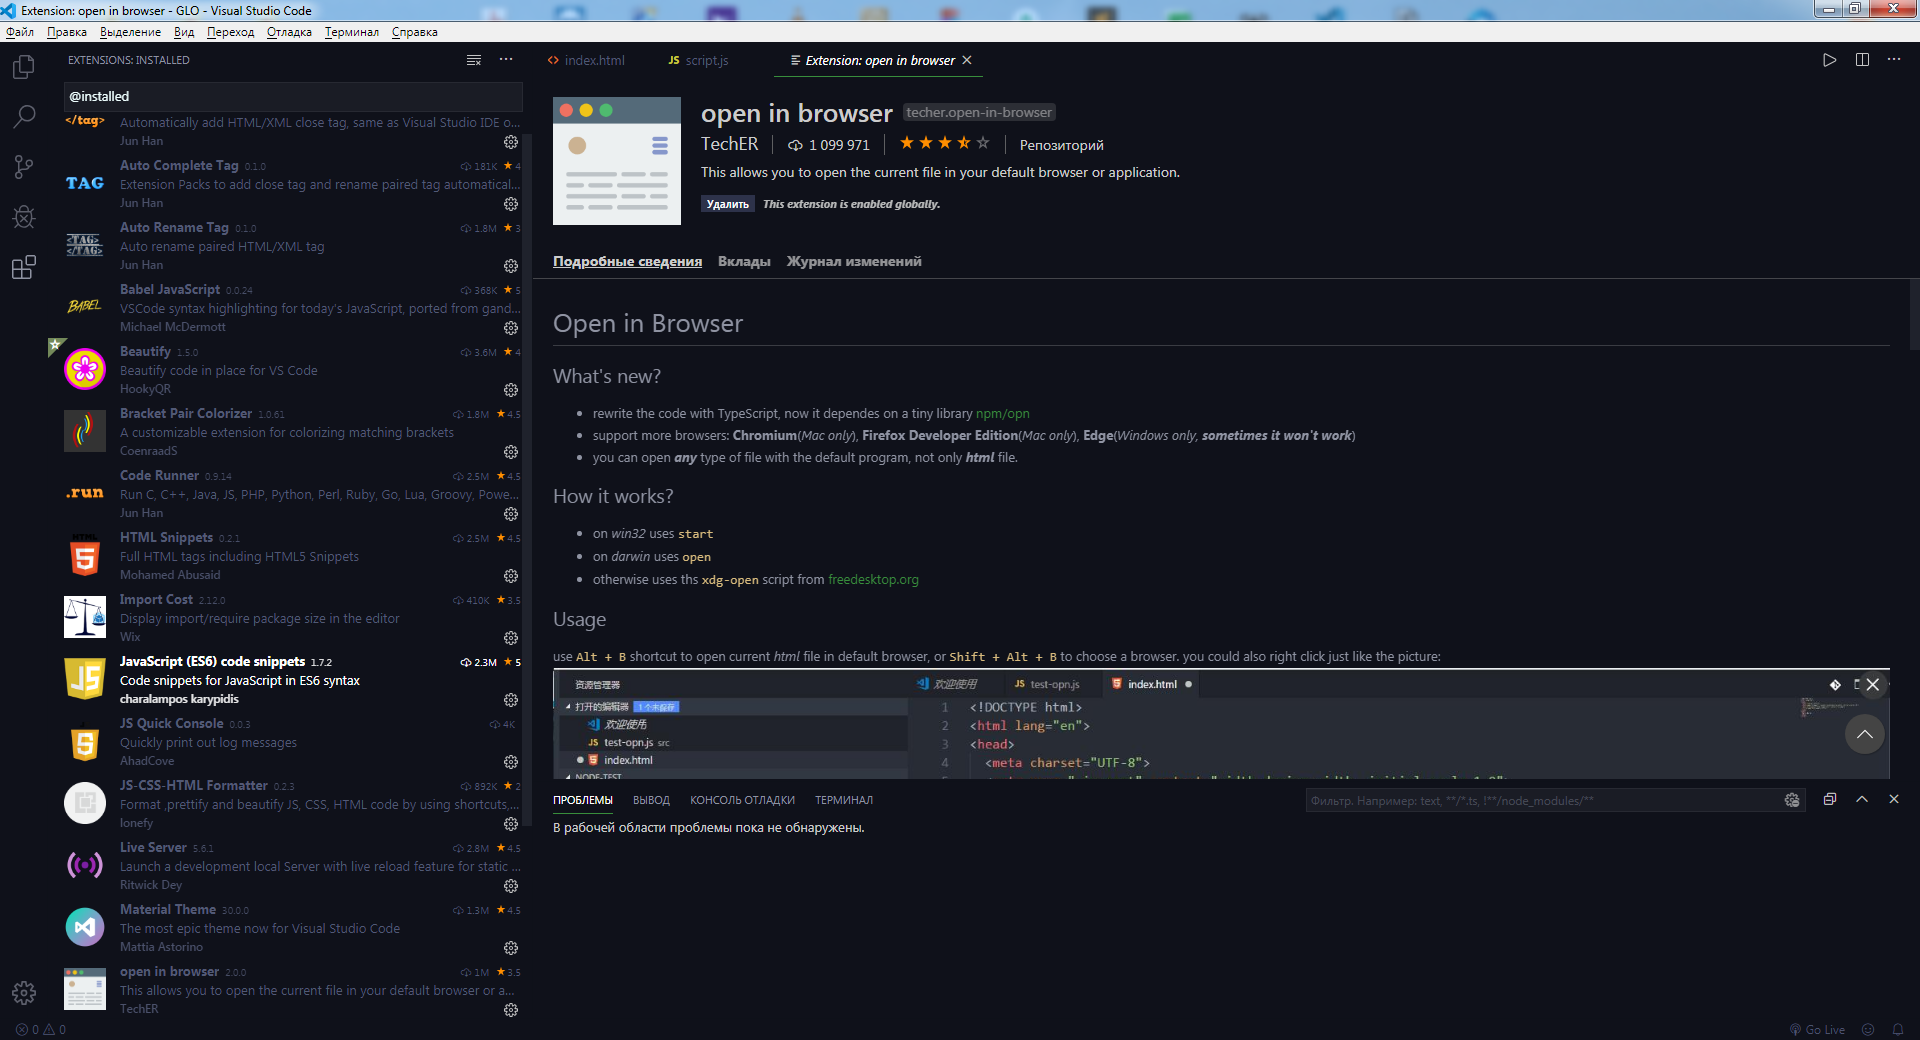 Extension: open in browser - GLO - Visual Studio Code
Файл Правка Выделение Вид Переход Отладка Терминал Справка
EXTENSIONS: INSTALLED
@installed
</tag>
Automatically add HTML/XML close tag, same as Visual Studio IDE o...
Jun Han
Auto Complete Tag 0.1.0 181K ★ 4
TAG
Extension Packs to add close tag and rename paired tag automatical...
Jun Han
Auto Rename Tag 0.1.0 1.8M ★ 3
<TAG>
</TAG>
Auto rename paired HTML/XML tag
Jun Han
Babel JavaScript 0.0.24 368K ★ 5
BABEL
VSCode syntax highlighting for today's JavaScript, ported from gand...
Michael McDermott
Beautify 1.5.0 3.6M ★ 4
Beautify code in place for VS Code
HookyQR
Bracket Pair Colorizer 1.0.61 1.8M ★ 4.5
A customizable extension for colorizing matching brackets
CoenraadS
Code Runner 0.9.14 2.5M ★ 4.5
.run
Run C, C++, Java, JS, PHP, Python, Perl, Ruby, Go, Lua, Groovy, Powe...
Jun Han
HTML Snippets 0.2.1 2.5M ★ 4.5
HTML
5
Full HTML tags including HTML5 Snippets
Mohamed Abusaid
Import Cost 2.12.0 410K ★ 3.5
Display import/require package size in the editor
Wix
JavaScript (ES6) code snippets 1.7.2 2.3M ★ 5
JS
Code snippets for JavaScript in ES6 syntax
charalampos karypidis
JS Quick Console 0.0.3 4K
Quickly print out log messages
AhadCove
JS-CSS-HTML Formatter 0.2.3 892K ★ 2
Format ,prettify and beautify JS, CSS, HTML code by using shortcuts,...
lonefy
Live Server 5.6.1 2.8M ★ 4.5
Launch a development local Server with live reload feature for static ...
Ritwick Dey
Material Theme 30.0.0 1.3M ★ 4.5
The most epic theme now for Visual Studio Code
Mattia Astorino
open in browser 2.0.0 1M ★ 3.5
This allows you to open the current file in your default browser or a...
TechER
index.html
JS script.js
Extension: open in browser
open in browser techer.open-in-browser
TechER 1 099 971 Репозиторий
This allows you to open the current file in your default browser or application.
Удалить This extension is enabled globally.
Подробные сведения Вклады Журнал изменений
Open in Browser
What's new?
rewrite the code with TypeScript, now it dependes on a tiny library npm/opn
support more browsers: Chromium(Mac only), Firefox Developer Edition(Mac only), Edge(Windows only, sometimes it won't work)
you can open any type of file with the default program, not only html file.
How it works?
on win32 uses start
on darwin uses open
otherwise uses ths xdg-open script from freedesktop.org
Usage
use Alt + B shortcut to open current html file in default browser, or Shift + Alt + B to choose a browser. you could also right click just like the picture:
资源管理器
打开的编辑器 1 个未保存
欢迎使用
JS test-opn.js src
index.html
NODE-TEST
欢迎使用 JS test-opn.js index.html
1 <!DOCTYPE html>
2 <html lang="en">
3 <head>
4 <meta charset="UTF-8">
ПРОБЛЕМЫ ВЫВОД КОНСОЛЬ ОТЛАДКИ ТЕРМИНАЛ
Фильтр. Например: text, **/*.ts, !**/node_modules/**
В рабочей области проблемы пока не обнаружены.
0 0
Go Live